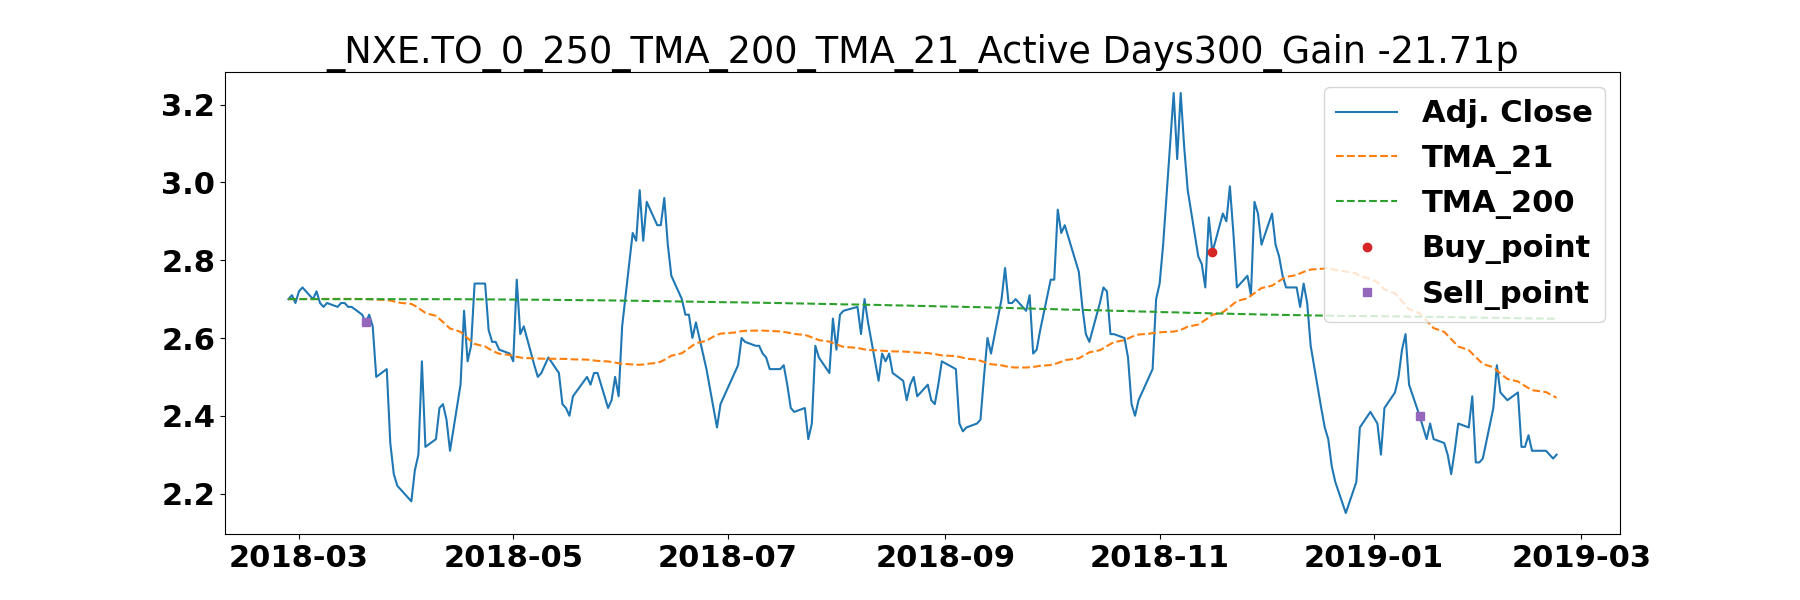 _NXE.TO_0_250_TMA_200_TMA_21_Active Days300_Gain -21.71p
3.2
3.0
2.8
2.6
2.4
2.2
Adj. Close
TMA_21
TMA_200
Buy_point
Sell_point
2018-03 2018-05 2018-07 2018-09 2018-11 2019-01 2019-03